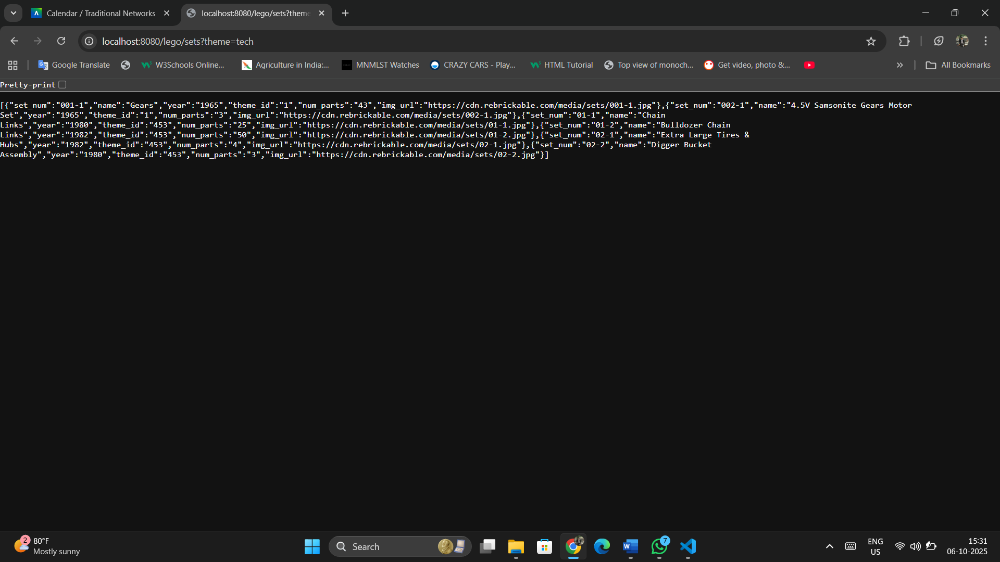 Calendar / Traditional Networks
localhost:8080/lego/sets?theme
localhost:8080/lego/sets?theme=tech
Google Translate
W3Schools Online...
Agriculture in India:...
MNMLST Watches
CRAZY CARS - Play...
HTML Tutorial
Top view of monoch...
Get video, photo &...
All Bookmarks
Pretty-print
[{"set_num":"001-1","name":"Gears","year":"1965","theme_id":"1","num_parts":"43","img_url":"https://cdn.rebrickable.com/media/sets/001-1.jpg"},{"set_num":"002-1","name":"4.5V Samsonite Gears Motor
Set","year":"1965","theme_id":"1","num_parts":"3","img_url":"https://cdn.rebrickable.com/media/sets/002-1.jpg"},{"set_num":"01-1","name":"Chain
Links","year":"1980","theme_id":"453","num_parts":"25","img_url":"https://cdn.rebrickable.com/media/sets/01-1.jpg"},{"set_num":"01-2","name":"Bulldozer Chain
Links","year":"1982","theme_id":"453","num_parts":"50","img_url":"https://cdn.rebrickable.com/media/sets/01-2.jpg"},{"set_num":"02-1","name":"Extra Large Tires &
Hubs","year":"1982","theme_id":"453","num_parts":"4","img_url":"https://cdn.rebrickable.com/media/sets/02-1.jpg"},{"set_num":"02-2","name":"Digger Bucket
Assembly","year":"1980","theme_id":"453","num_parts":"3","img_url":"https://cdn.rebrickable.com/media/sets/02-2.jpg"}]
2
80°F
Mostly sunny
Search
7
ENG
US
15:31
06-10-2025